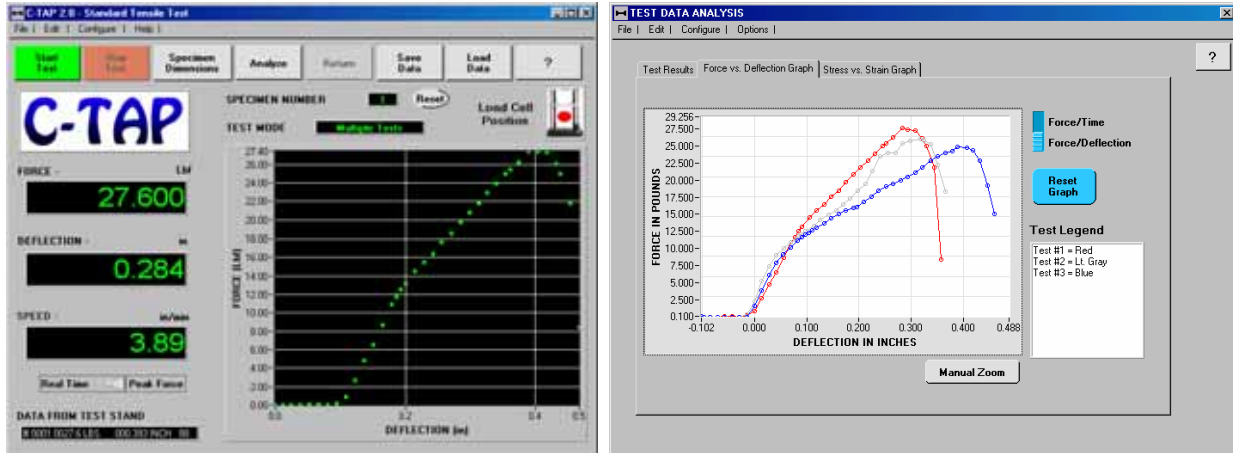 C-TAP 2.0 - Standard Tensile Test
File | Edit | Configure | Help |
Start Test
Stop Test
Specimen Dimensions
Analyze
Return
Save Data
Load Data
?
C-TAP
SPECIMEN NUMBER
1
Reset
Load Cell Position
TEST MODE
Multiple Tests
FORCE -
27.600
DEFLECTION -
in
0.284
SPEED -
in/min
3.89
Real Time
Peak Force
DATA FROM TEST STAND
27.60
26.00
24.00
22.00
20.00
18.00
16.00
14.00
12.00
10.00
8.00
6.00
4.00
2.00
0.00
0.0
0.2
0.4
0.5
DEFLECTION (in)
TEST DATA ANALYSIS
File | Edit | Configure | Options |
?
Test Results
Force vs. Deflection Graph
Stress vs. Strain Graph
FORCE IN POUNDS
29.256
27.500
25.000
22.500
20.000
17.500
15.000
12.500
10.000
7.500
5.000
2.500
0.100
-0.102
0.000
0.100
0.200
0.300
0.400
0.488
DEFLECTION IN INCHES
Force/Time
Force/Deflection
Reset Graph
Test Legend
Test #1 = Red
Test #2 = Lt. Gray
Test #3 = Blue
Manual Zoom